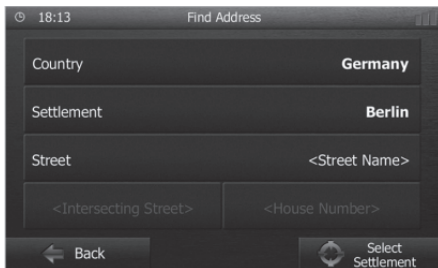 18:13 Find Address
Country Germany
Settlement Berlin
Street <Street Name>
<Intersecting Street> <House Number>
Back Select
Settlement